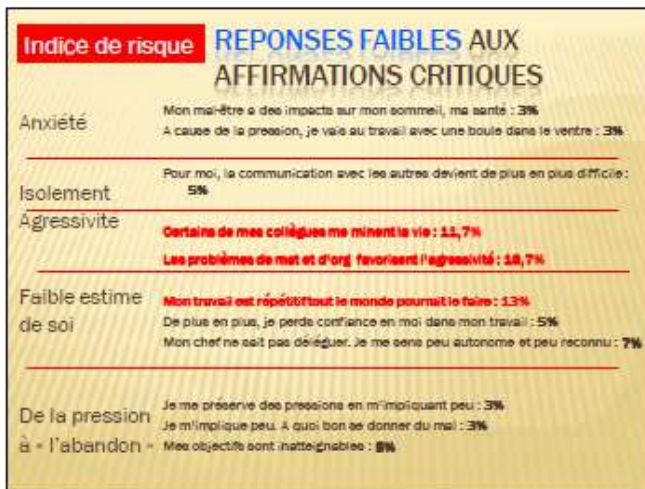 Indice de risque
REPONSES FAIBLES AUX
AFFIRMATIONS CRITIQUES
Anxiété
Mon mal-être a des impacts sur mon sommeil, ma santé : 3%
A cause de la pression, je vais au travail avec une boule dans le ventre : 3%
Isolement
Pour moi, la communication avec les autres devient de plus en plus difficile :
5%
Agressivite
Certains de mes collègues me minent la vie : 11,7%
Les problèmes de mat et d'org favorisent l'agressivité : 18,7%
Faible estime
de soi
Mon travail est répétitif tout le monde pourrait le faire : 13%
De plus en plus, je perds confiance en moi dans mon travail : 5%
Mon chef ne sait pas déléguer. Je me sens peu autonome et peu reconnu : 7%
De la pression
à « l'abandon »
Je me préserve des pressions en m'impliquant peu : 3%
Je m'implique peu. A quoi bon se donner du mal : 3%
Mes objectifs sont inatteignables :